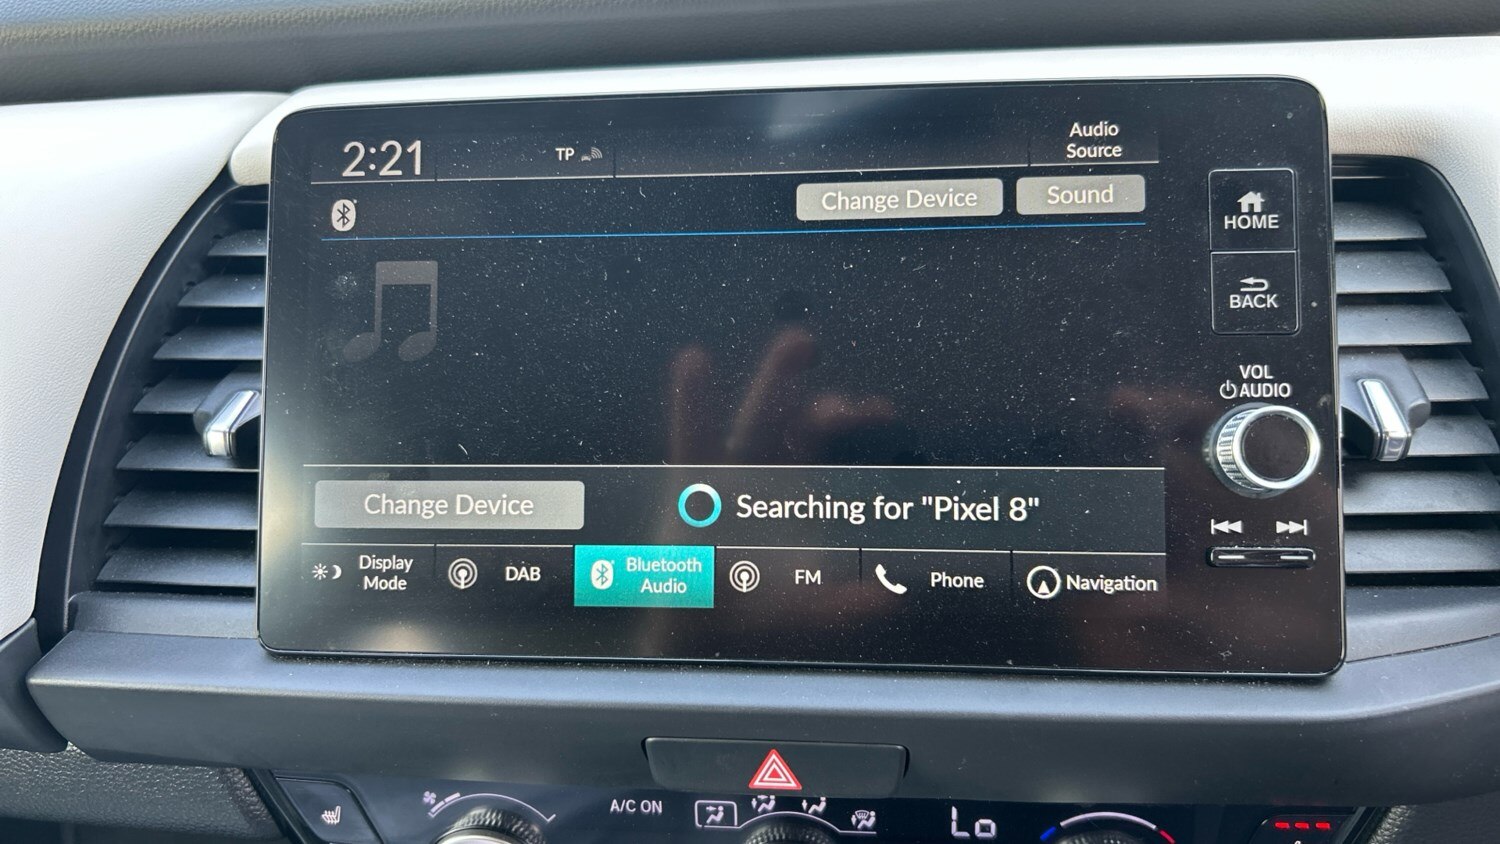 2:21
TP
Audio
Source
Change Device
Sound
HOME
BACK
VOL
AUDIO
Change Device
Searching for "Pixel 8"
Display
Mode
DAB
Bluetooth
Audio
FM
Phone
Navigation
A/C ON
Lo